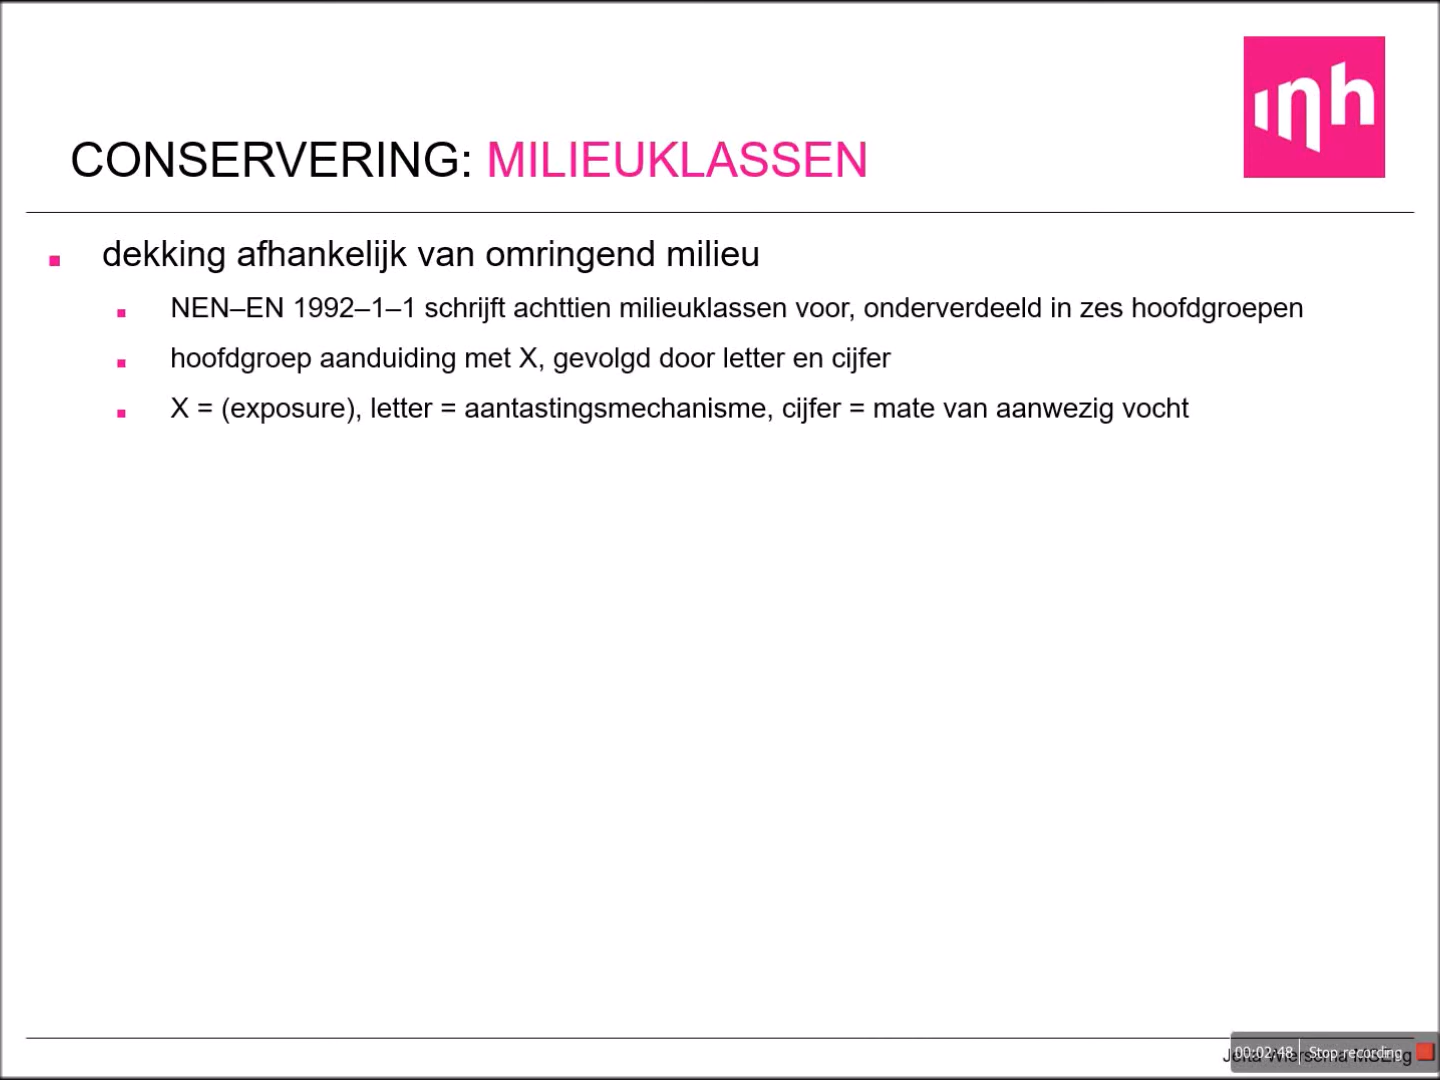 inh
CONSERVERING: MILIEUKLASSEN
dekking afhankelijk van omringend milieu
NEN–EN 1992–1–1 schrijft achttien milieuklassen voor, onderverdeeld in zes hoofdgroepen
hoofdgroep aanduiding met X, gevolgd door letter en cijfer
X = (exposure), letter = aantastingsmechanisme, cijfer = mate van aanwezig vocht
00:02:48 Stop recording